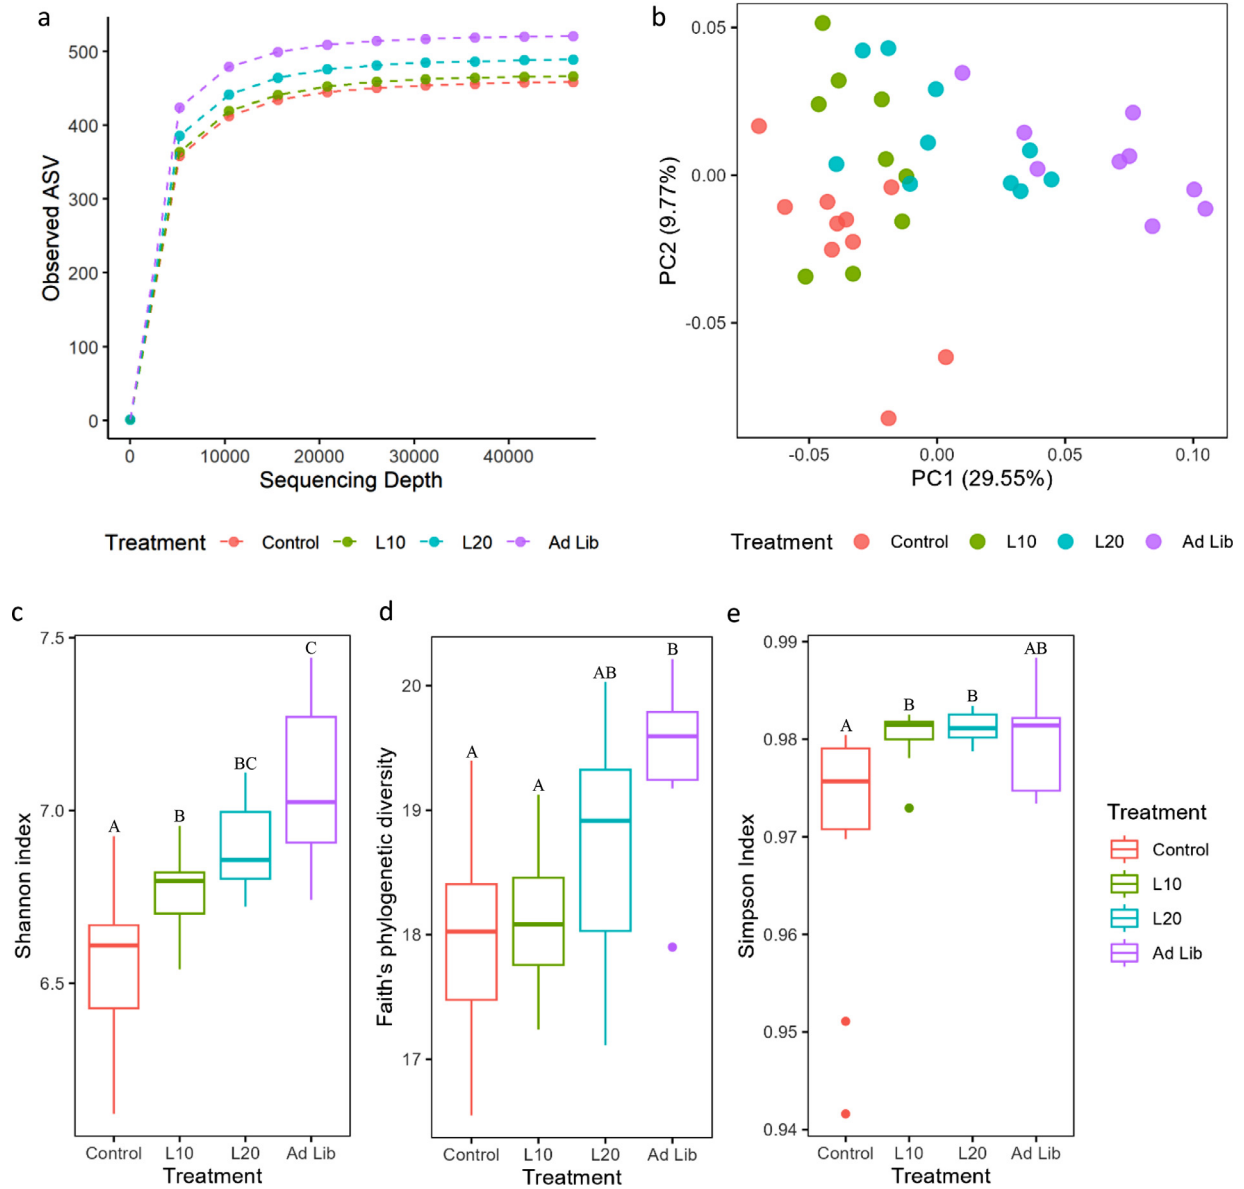 a
500
400
300
200
100
0
Observed ASV
0 10000 20000 30000 40000
Sequencing Depth
Treatment Control L10 L20 Ad Lib
b
0.05
0.00
-0.05
PC2 (9.77%)
-0.05 0.00 0.05 0.10
PC1 (29.55%)
Treatment Control L10 L20 Ad Lib
c
7.5
7.0
6.5
Shannon index
A B BC C
Control L10 L20 Ad Lib
Treatment
d
20
19
18
17
Faith's phylogenetic diversity
A A AB B
Control L10 L20 Ad Lib
Treatment
e
0.99
0.98
0.97
0.96
0.95
0.94
Simpson Index
A B B AB
Control L10 L20 Ad Lib
Treatment
Treatment
Control
L10
L20
Ad Lib